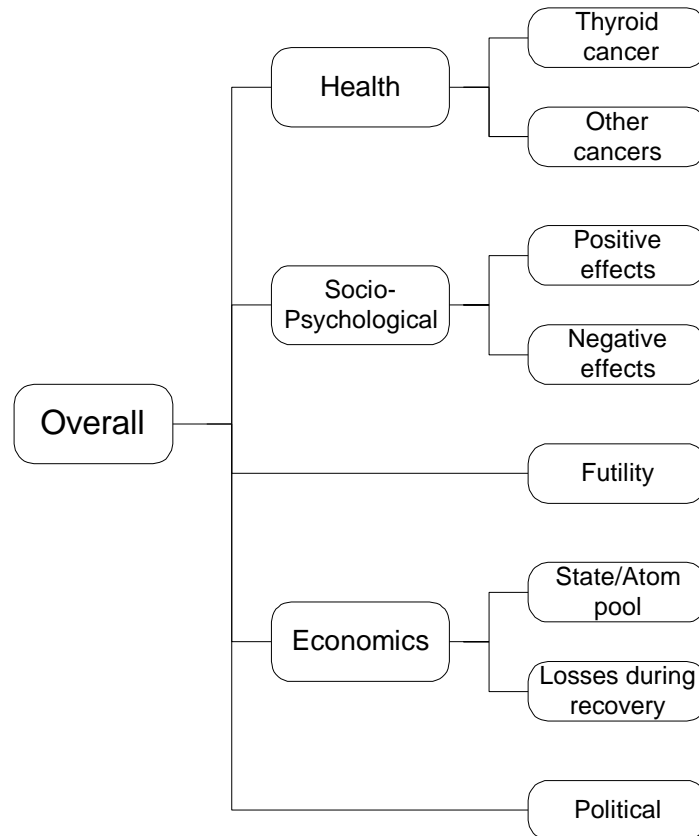 Thyroid
cancer
Health
Other
cancers
Positive
effects
Socio-
Psychological
Negative
effects
Overall
Futility
State/Atom
pool
Economics
Losses during
recovery
Political